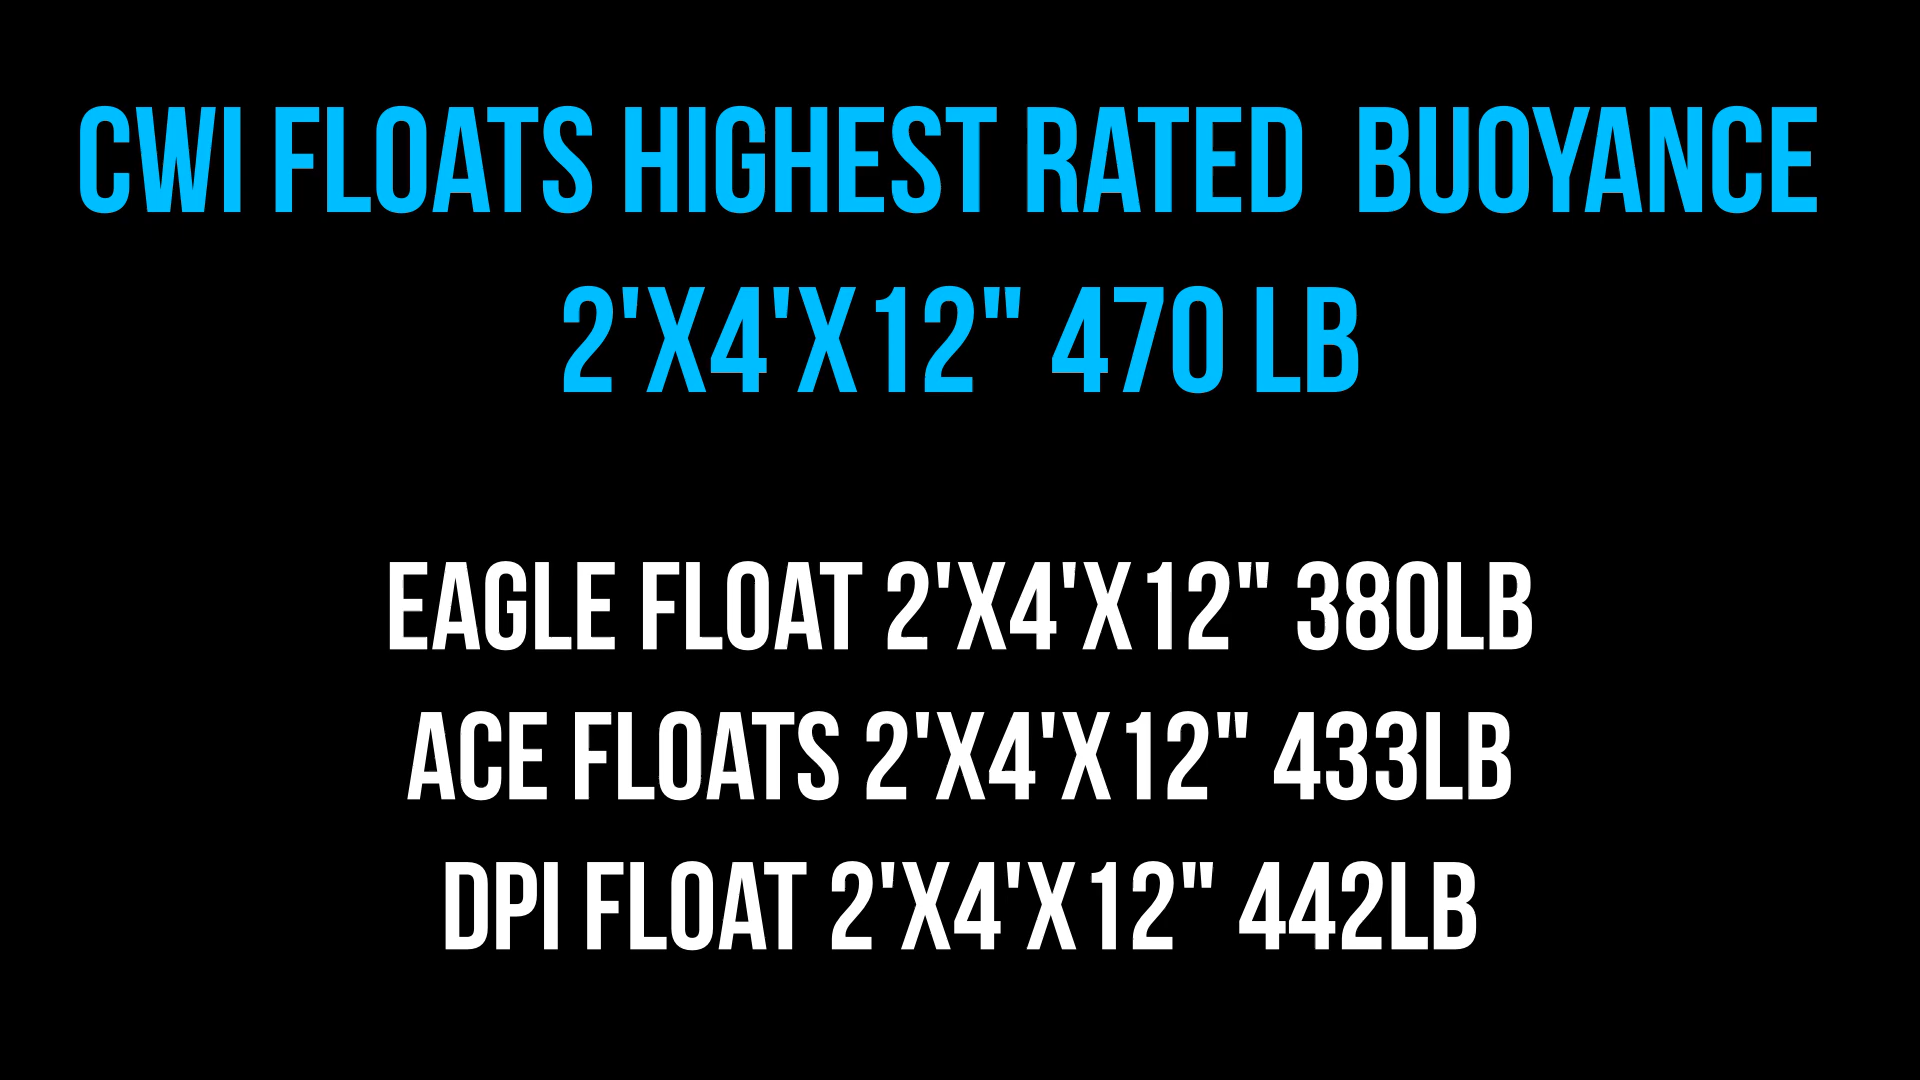 CWI FLOATS HIGHEST RATED  BUOYANCE
2'X4'X12" 470 LB
EAGLE FLOAT 2'X4'X12" 380LB
ACE FLOATS 2'X4'X12" 433LB
DPI FLOAT 2'X4'X12" 442LB